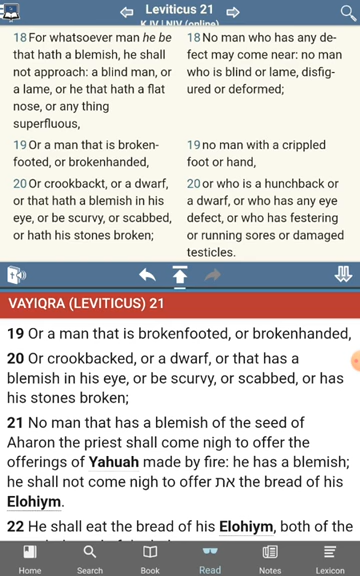 Leviticus 21
KJV | NIV (online)
18 For whatsoever man he be
that hath a blemish, he shall
not approach: a blind man, or
a lame, or he that hath a flat
nose, or any thing
superfluous,
19 Or a man that is broken-
footed, or brokenhanded,
20 Or crookbackt, or a dwarf,
or that hath a blemish in his
eye, or be scurvy, or scabbed,
or hath his stones broken;
18 No man who has any de-
fect may come near: no man
who is blind or lame, disfig-
ured or deformed;
19 no man with a crippled
foot or hand,
20 or who is a hunchback or
a dwarf, or who has any eye
defect, or who has festering
or running sores or damaged
testicles.
VAYIQRA (LEVITICUS) 21
19 Or a man that is brokenfooted, or brokenhanded,
20 Or crookbacked, or a dwarf, or that has a
blemish in his eye, or be scurvy, or scabbed, or has
his stones broken;
21 No man that has a blemish of the seed of
Aharon the priest shall come nigh to offer the
offerings of Yahuah made by fire: he has a blemish;
he shall not come nigh to offer את the bread of his
Elohiym.
22 He shall eat the bread of his Elohiym, both of the
Home
Search
Book
Read
Notes
Lexicon